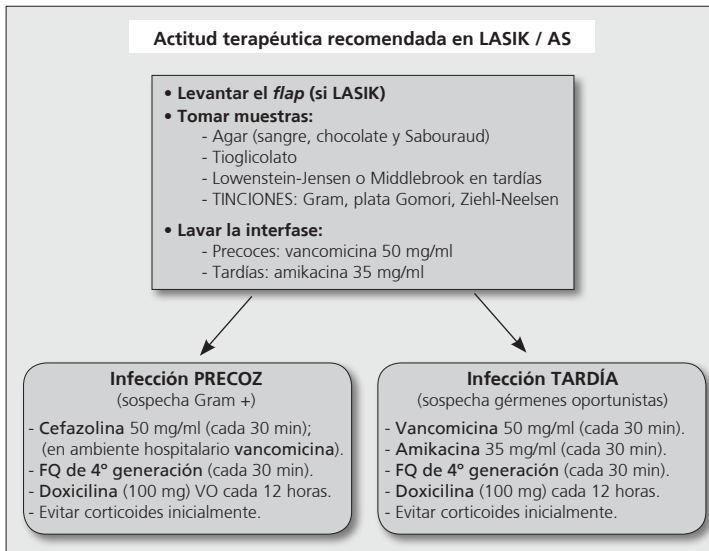 Actitud terapéutica recomendada en LASIK / AS
• Levantar el flap (si LASIK)
• Tomar muestras:
- Agar (sangre, chocolate y Sabouraud)
- Tioglicolato
- Lowenstein-Jensen o Middlebrook en tardías
- TINCIONES: Gram, plata Gomori, Ziehl-Neelsen
• Lavar la interfase:
- Precoces: vancomicina 50 mg/ml
- Tardías: amikacina 35 mg/ml
Infección PRECOZ
(sospecha Gram +)
- Cefazolina 50 mg/ml (cada 30 min);
(en ambiente hospitalario vancomicina).
- FQ de 4º generación (cada 30 min).
- Doxicilina (100 mg) VO cada 12 horas.
- Evitar corticoides inicialmente.
Infección TARDÍA
(sospecha gérmenes oportunistas)
- Vancomicina 50 mg/ml (cada 30 min).
- Amikacina 35 mg/ml (cada 30 min).
- FQ de 4º generación (cada 30 min).
- Doxicilina (100 mg) cada 12 horas.
- Evitar corticoides inicialmente.